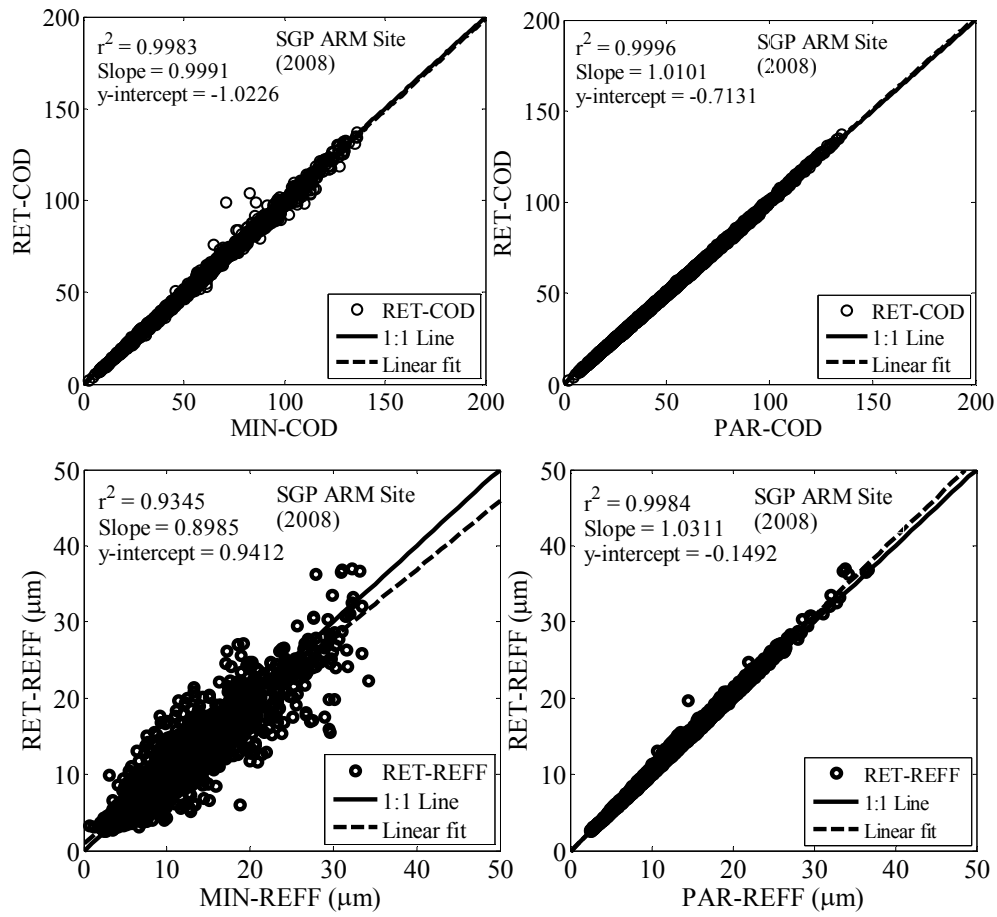 200
150
100
50
0
RET-COD
r² = 0.9983
Slope = 0.9991
y-intercept = -1.0226
SGP ARM Site
(2008)
RET-COD
1:1 Line
Linear fit
0 50 100 150 200
MIN-COD
200
150
100
50
0
RET-COD
r² = 0.9996
Slope = 1.0101
y-intercept = -0.7131
SGP ARM Site
(2008)
RET-COD
1:1 Line
Linear fit
0 50 100 150 200
PAR-COD
50
40
30
20
10
0
RET-REFF (μm)
r² = 0.9345
Slope = 0.8985
y-intercept = 0.9412
SGP ARM Site
(2008)
RET-REFF
1:1 Line
Linear fit
0 10 20 30 40 50
MIN-REFF (μm)
50
40
30
20
10
0
RET-REFF (μm)
r² = 0.9984
Slope = 1.0311
y-intercept = -0.1492
SGP ARM Site
(2008)
RET-REFF
1:1 Line
Linear fit
0 10 20 30 40 50
PAR-REFF (μm)